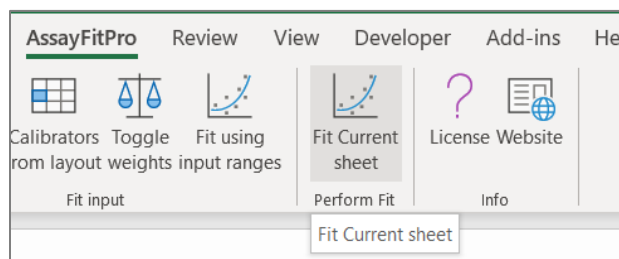 AssayFitPro Review View Developer Add-ins He
Calibrators Toggle Fit using Fit Current License Website
rom layout weights input ranges sheet
Fit input Perform Fit Info
Fit Current sheet